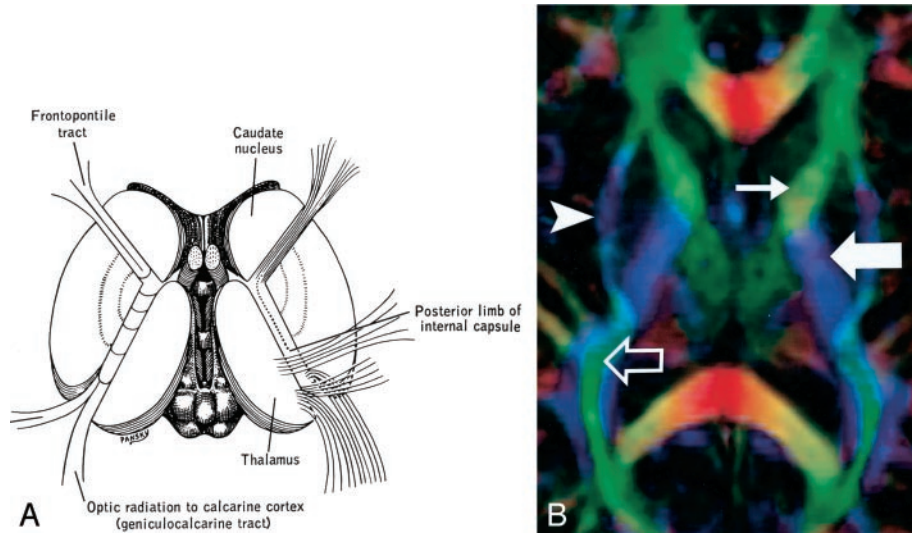 Frontopontile
tract
Caudate
nucleus
Posterior limb of
internal capsule
Thalamus
PANSKY
Optic radiation to calcarine cortex
(geniculocalcarine tract)
A
B